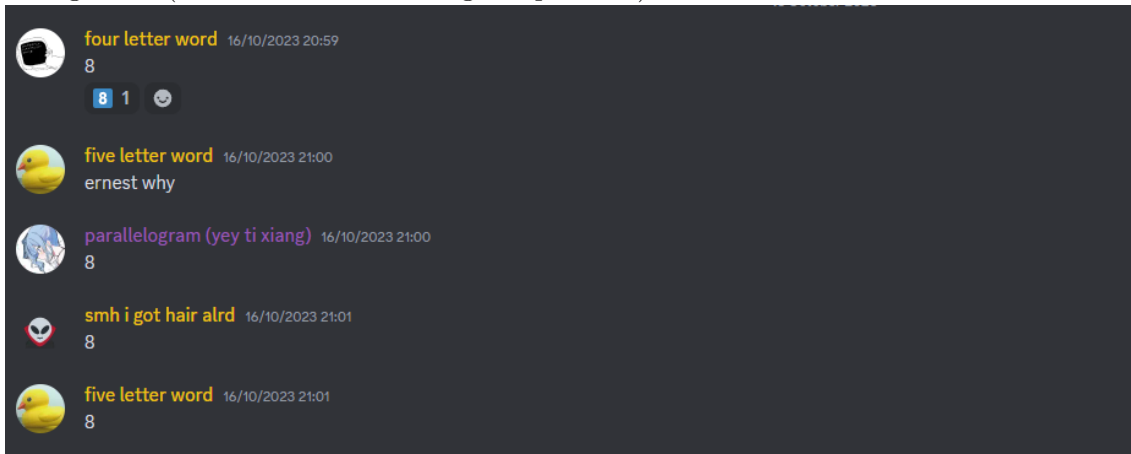 four letter word 16/10/2023 20:59
8
8 1
five letter word 16/10/2023 21:00
ernest why
parallelogram (yey ti xiang) 16/10/2023 21:00
8
smh i got hair alrd 16/10/2023 21:01
8
five letter word 16/10/2023 21:01
8